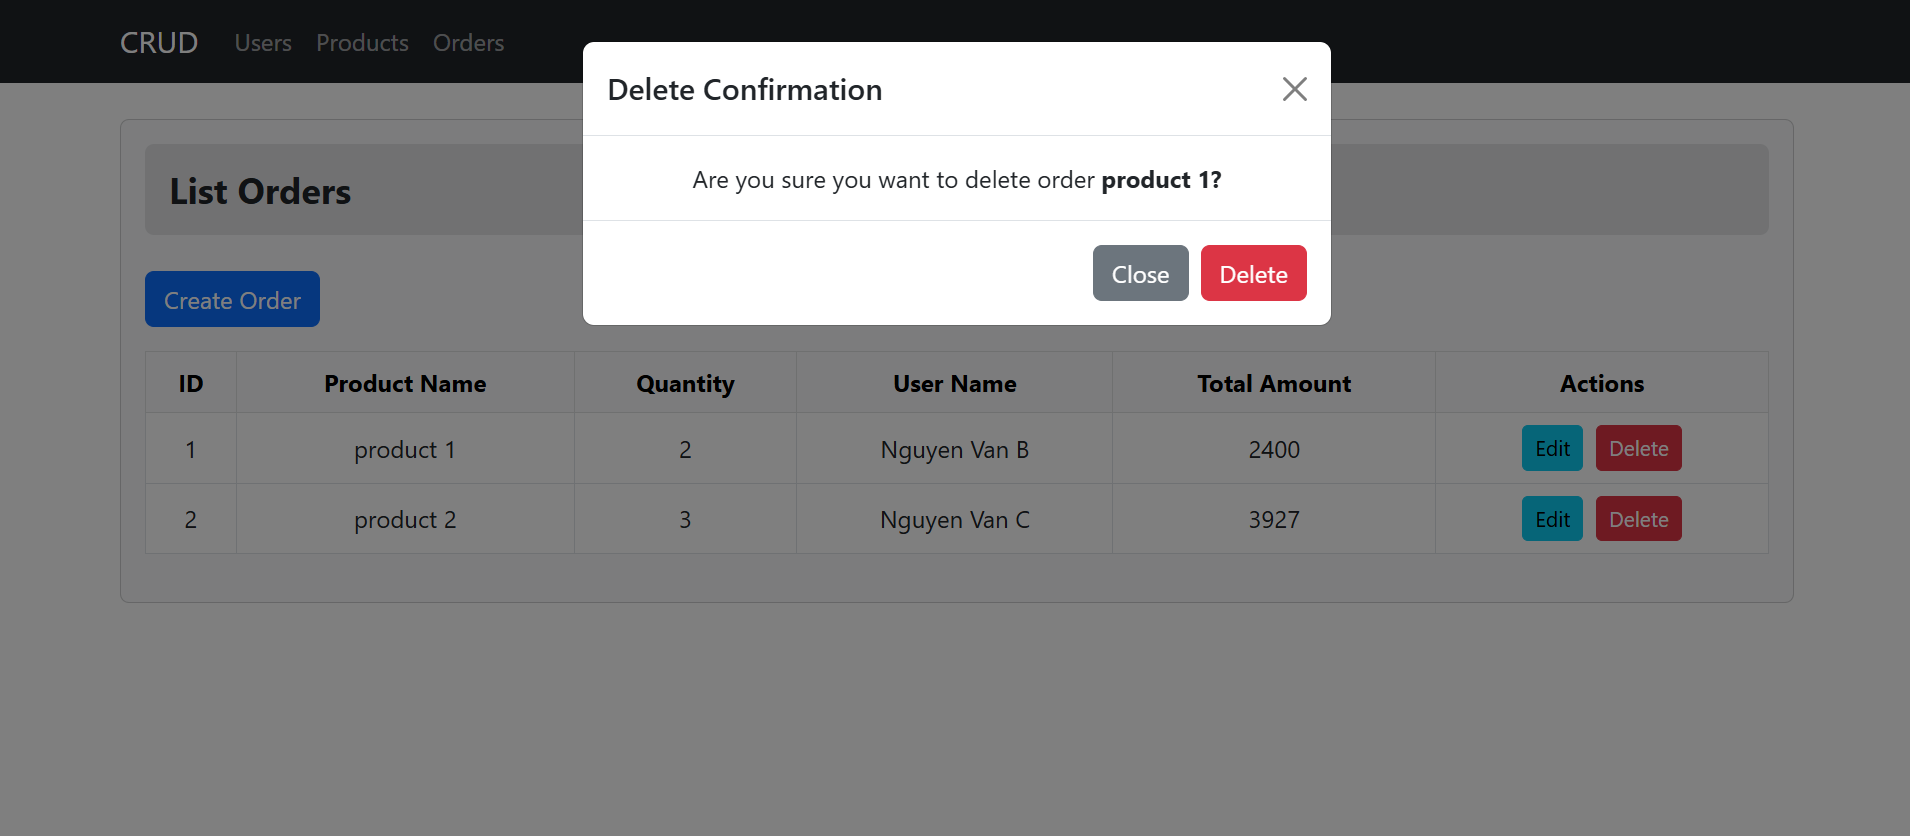 CRUD Users Products Orders
Delete Confirmation
Are you sure you want to delete order product 1?
Close Delete
List Orders
Create Order
ID Product Name Quantity User Name Total Amount Actions
1 product 1 2 Nguyen Van B 2400 Edit Delete
2 product 2 3 Nguyen Van C 3927 Edit Delete